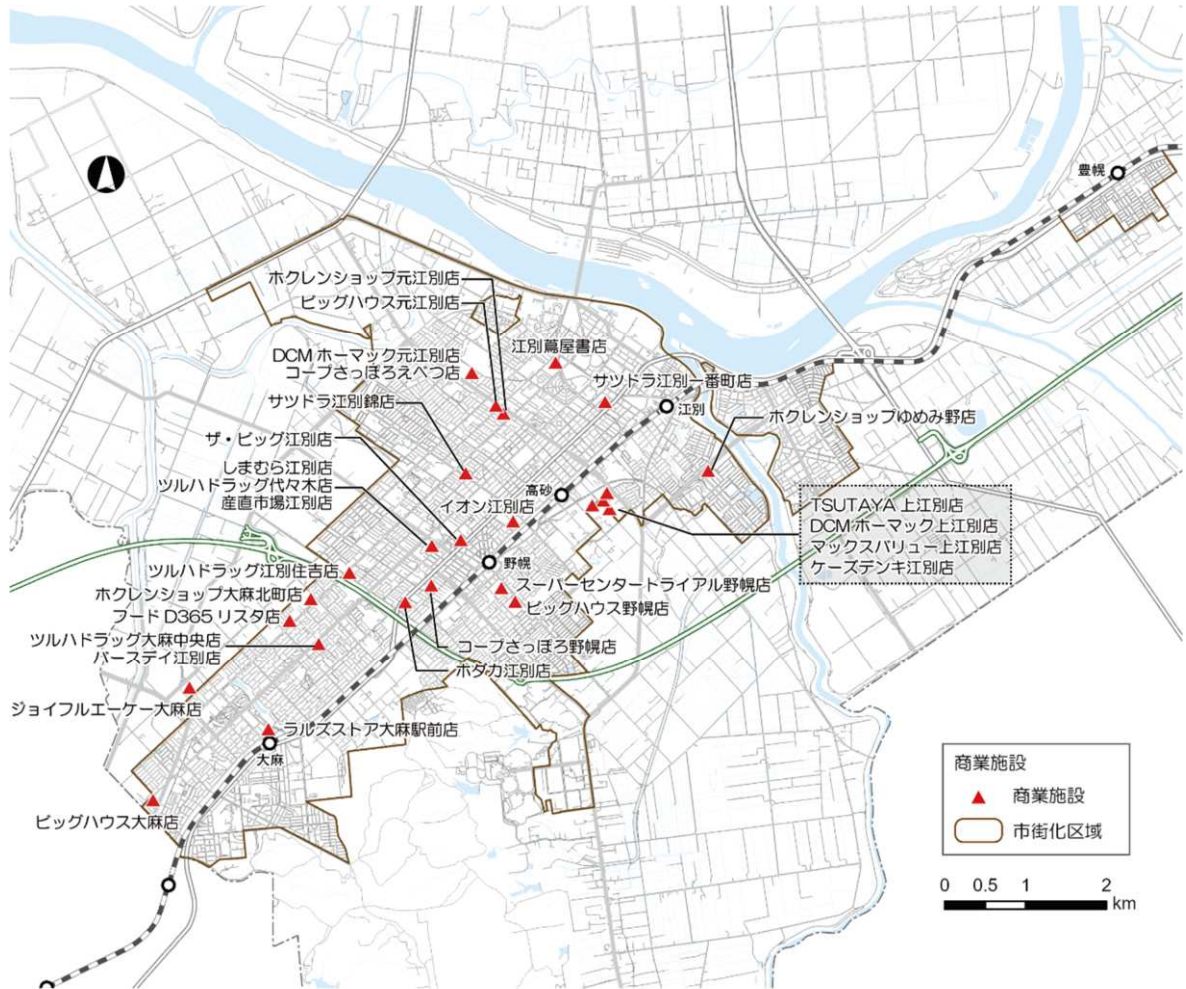 豊幌
ホクレンショップ元江別店
ビッグハウス元江別店
江別蔦屋書店
DCMホーマック元江別店
コープさっぽろえべつ店
サツドラ江別一番町店
サツドラ江別錦店
江別
ホクレンショップゆめみ野店
ザ・ビッグ江別店
しまむら江別店
ツルハドラッグ代々木店
産直市場江別店
高砂
イオン江別店
TSUTAYA 上江別店
DCMホーマック上江別店
マックスバリュー上江別店
ケーズデンキ江別店
野幌
ツルハドラッグ江別住吉店
スーパーセンタートライアル野幌店
ホクレンショップ大麻北町店
ビッグハウス野幌店
フードD365リスタ店
ツルハドラッグ大麻中央店
バースデイ江別店
コープさっぽろ野幌店
ホダカ江別店
ジョイフルエーケー大麻店
ラルズストア大麻駅前店
大麻
ビッグハウス大麻店
商業施設
商業施設
市街化区域
0 0.5 1 2
km